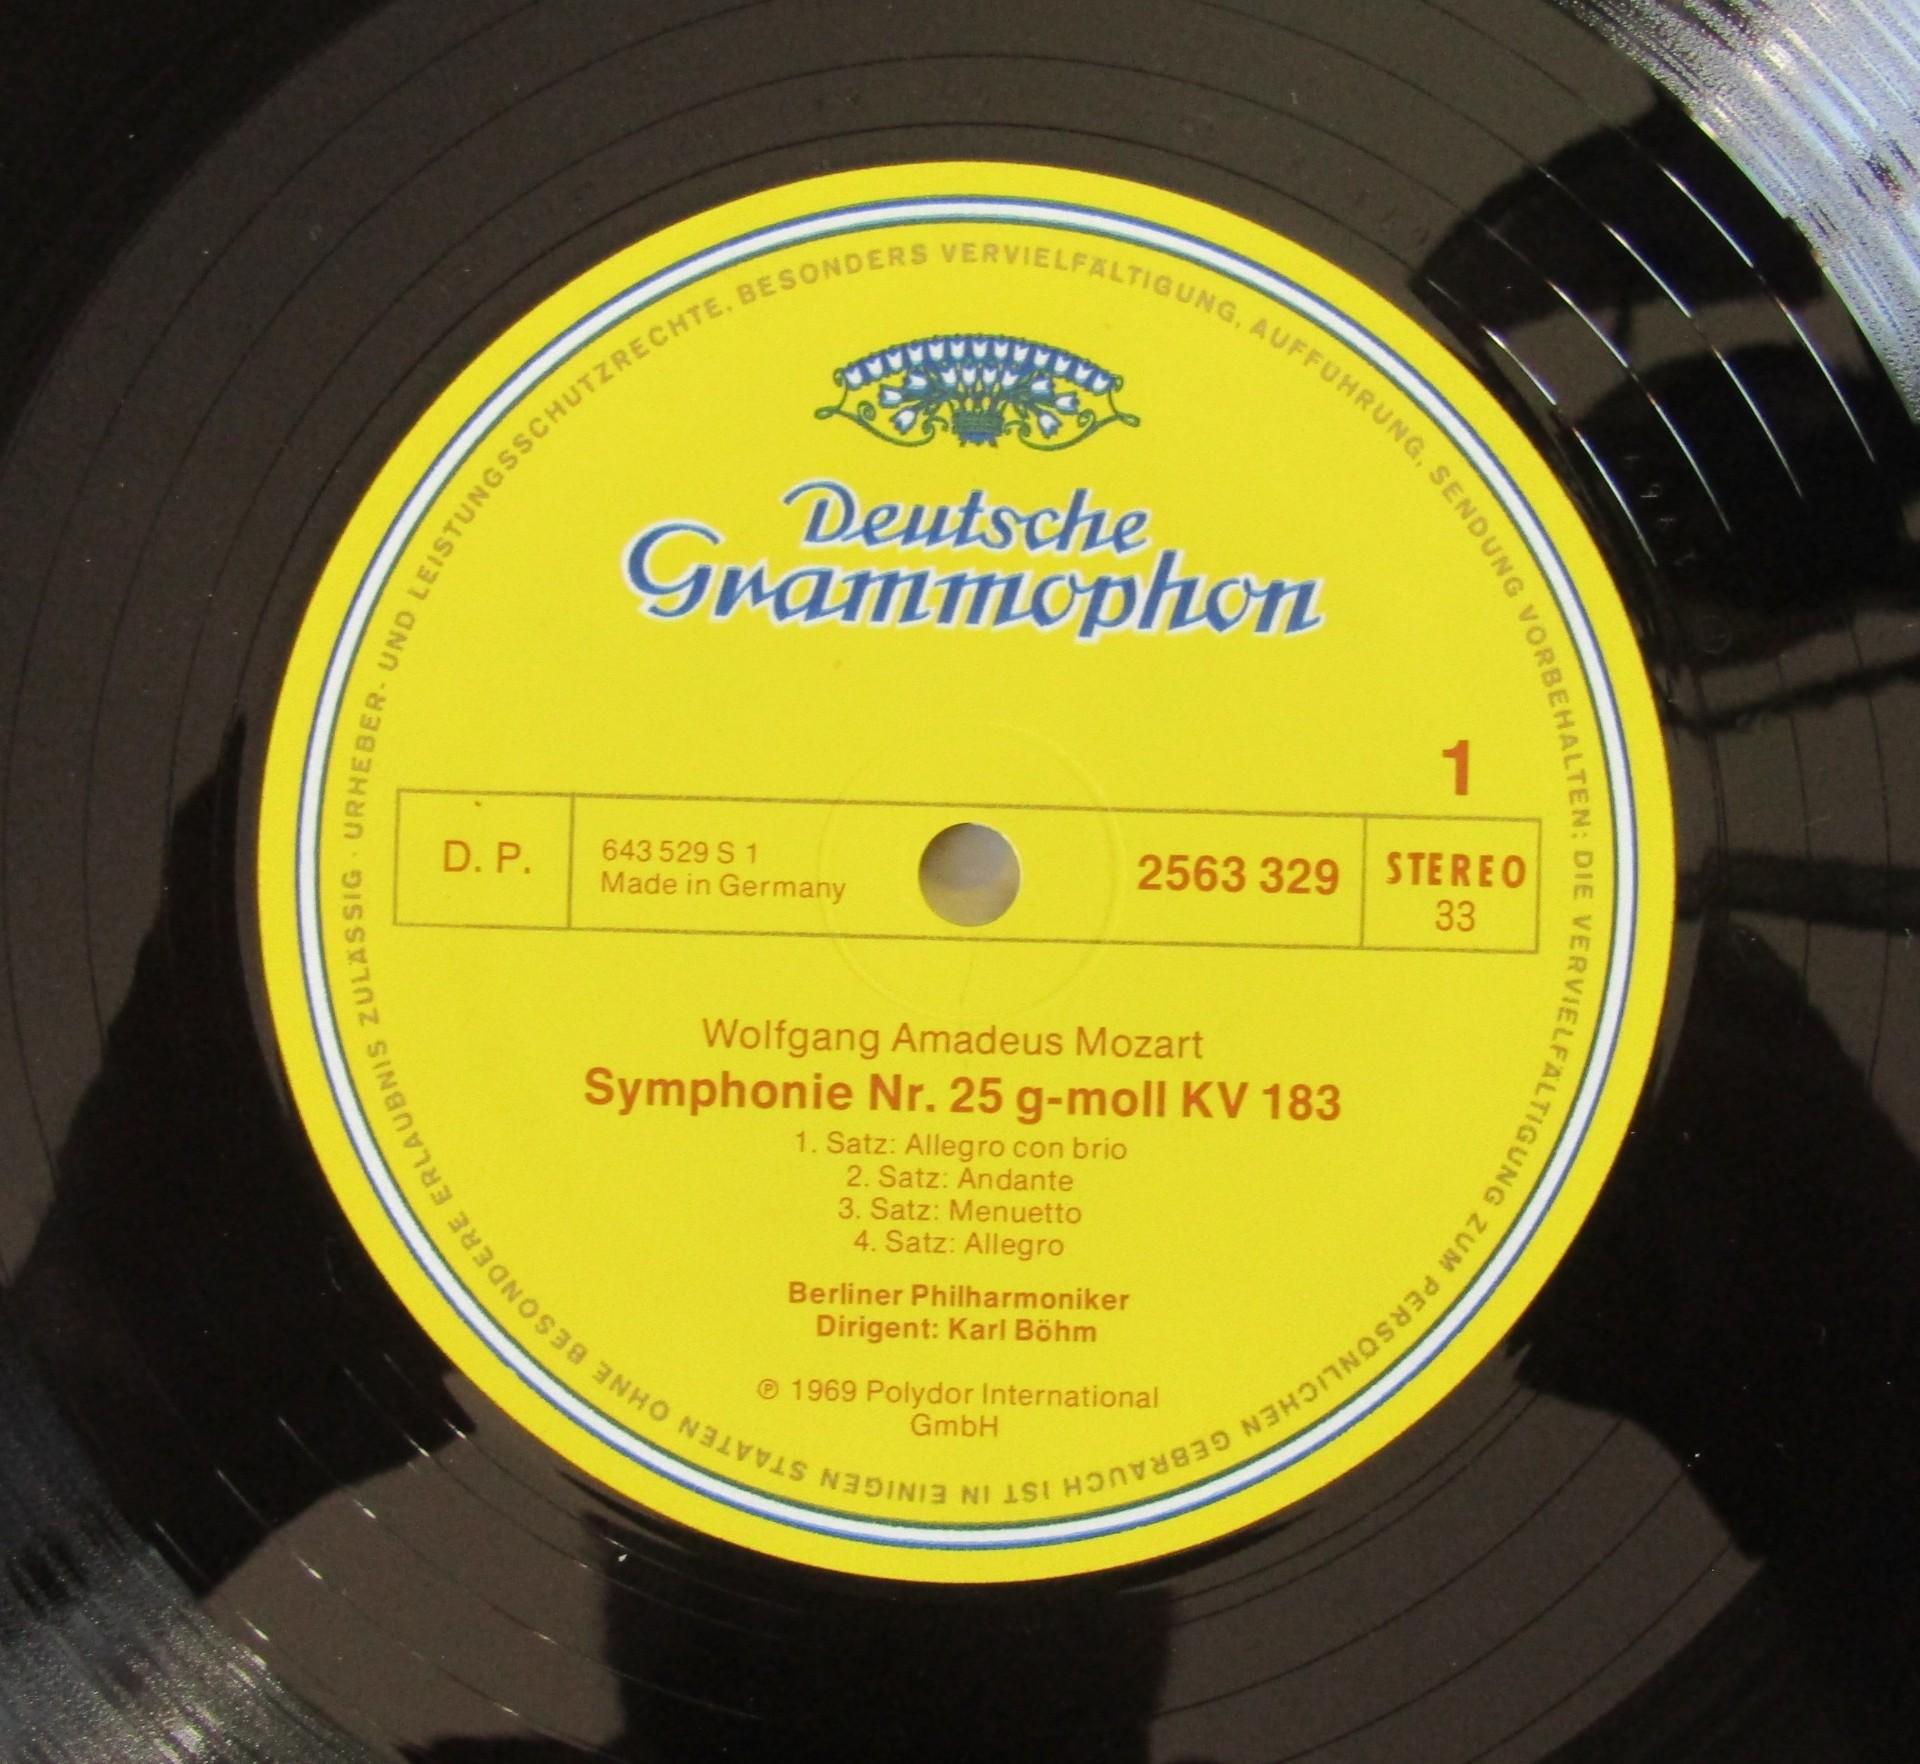 URHEBER- UND LEISTUNGSSCHUTZRECHTE, BESONDERS VERVIELFÄLTIGUNG, AUFFÜHRUNG, SENDUNG VORBEHALTEN: DIE VERVIELFÄLTIGUNG ZUM PERSÖNLICHEN GEBRAUCH IST IN EINIGEN STAATEN OHNE BESONDERE ERLAUBNIS ZULÄSSIG ·
Deutsche
Grammophon
1
D. P.
643 529 S 1
Made in Germany
2563 329
STEREO
33
Wolfgang Amadeus Mozart
Symphonie Nr. 25 g-moll KV 183
1. Satz: Allegro con brio
2. Satz: Andante
3. Satz: Menuetto
4. Satz: Allegro
Berliner Philharmoniker
Dirigent: Karl Böhm
℗ 1969 Polydor International
GmbH